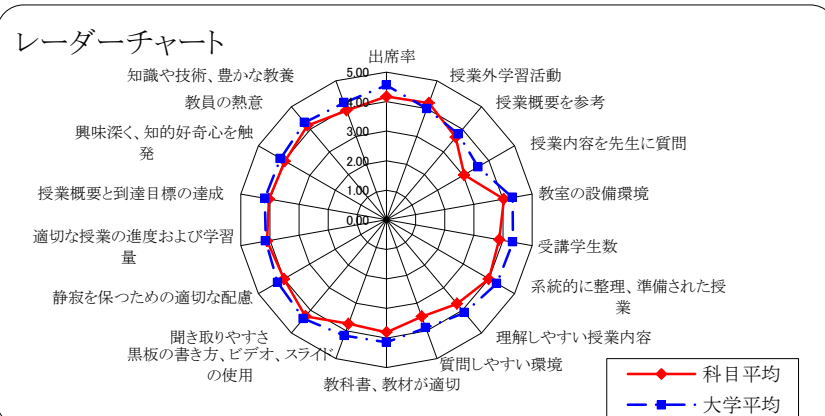 レーダーチャート
出席率
授業外学習活動
授業概要を参考
授業内容を先生に質問
教室の設備環境
受講学生数
系統的に整理、準備された授
業
理解しやすい授業内容
質問しやすい環境
教科書、教材が適切
黒板の書き方、ビデオ、スライド
の使用
聞き取りやすさ
静寂を保つための適切な配慮
適切な授業の進度および学習
量
授業概要と到達目標の達成
興味深く、知的好奇心を触
発
教員の熱意
知識や技術、豊かな教養
5.00
4.00
3.00
2.00
1.00
0.00
科目平均
大学平均